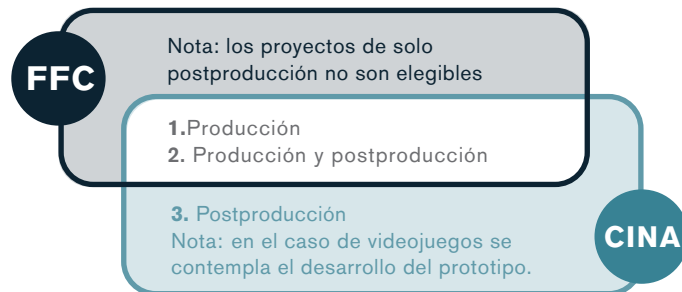 FFC
Nota: los proyectos de solo
postproducción no son elegibles
1.Producción
2. Producción y postproducción
3. Postproducción
Nota: en el caso de videojuegos se
contempla el desarrollo del prototipo.
CINA